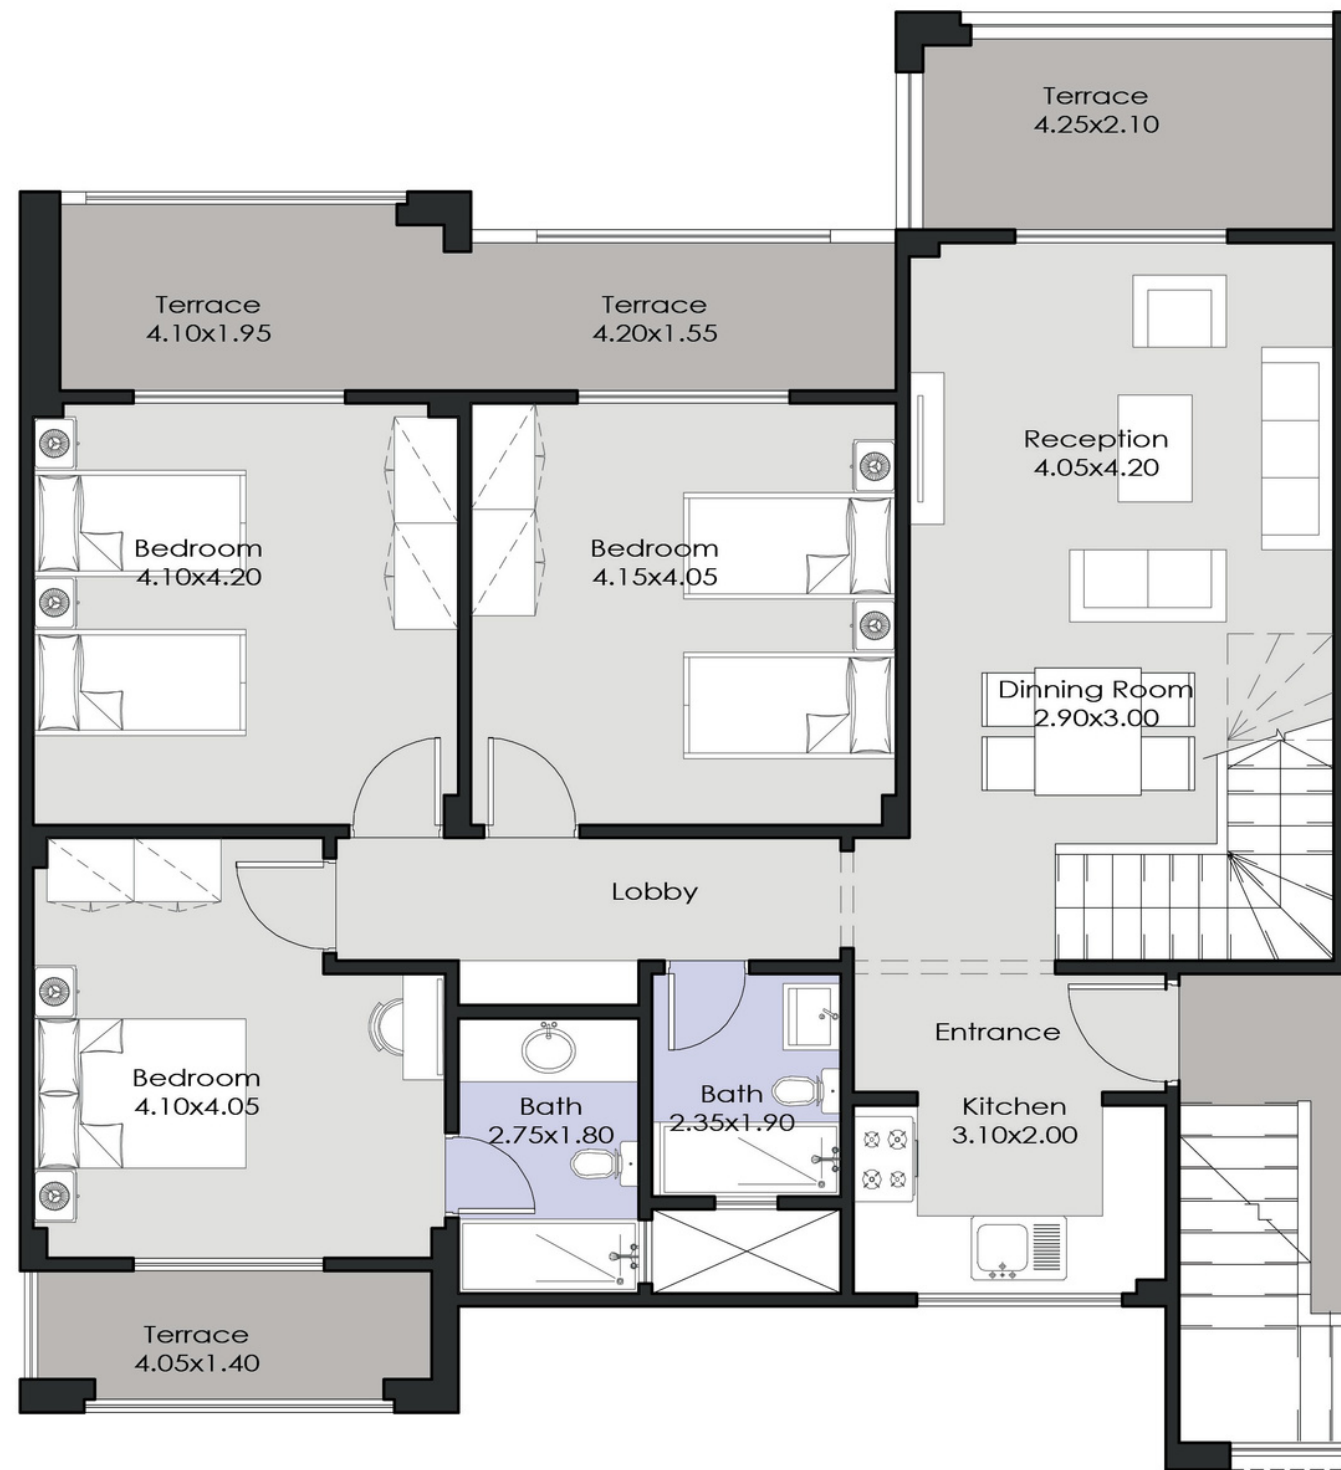 Terrace
4.25x2.10
Terrace
4.10x1.95
Terrace
4.20x1.55
Reception
4.05x4.20
Bedroom
4.10x4.20
Bedroom
4.15x4.05
Dinning Room
2.90x3.00
Lobby
Entrance
Bedroom
4.10x4.05
Bath
2.75x1.80
Bath
2.35x1.90
Kitchen
3.10x2.00
Terrace
4.05x1.40